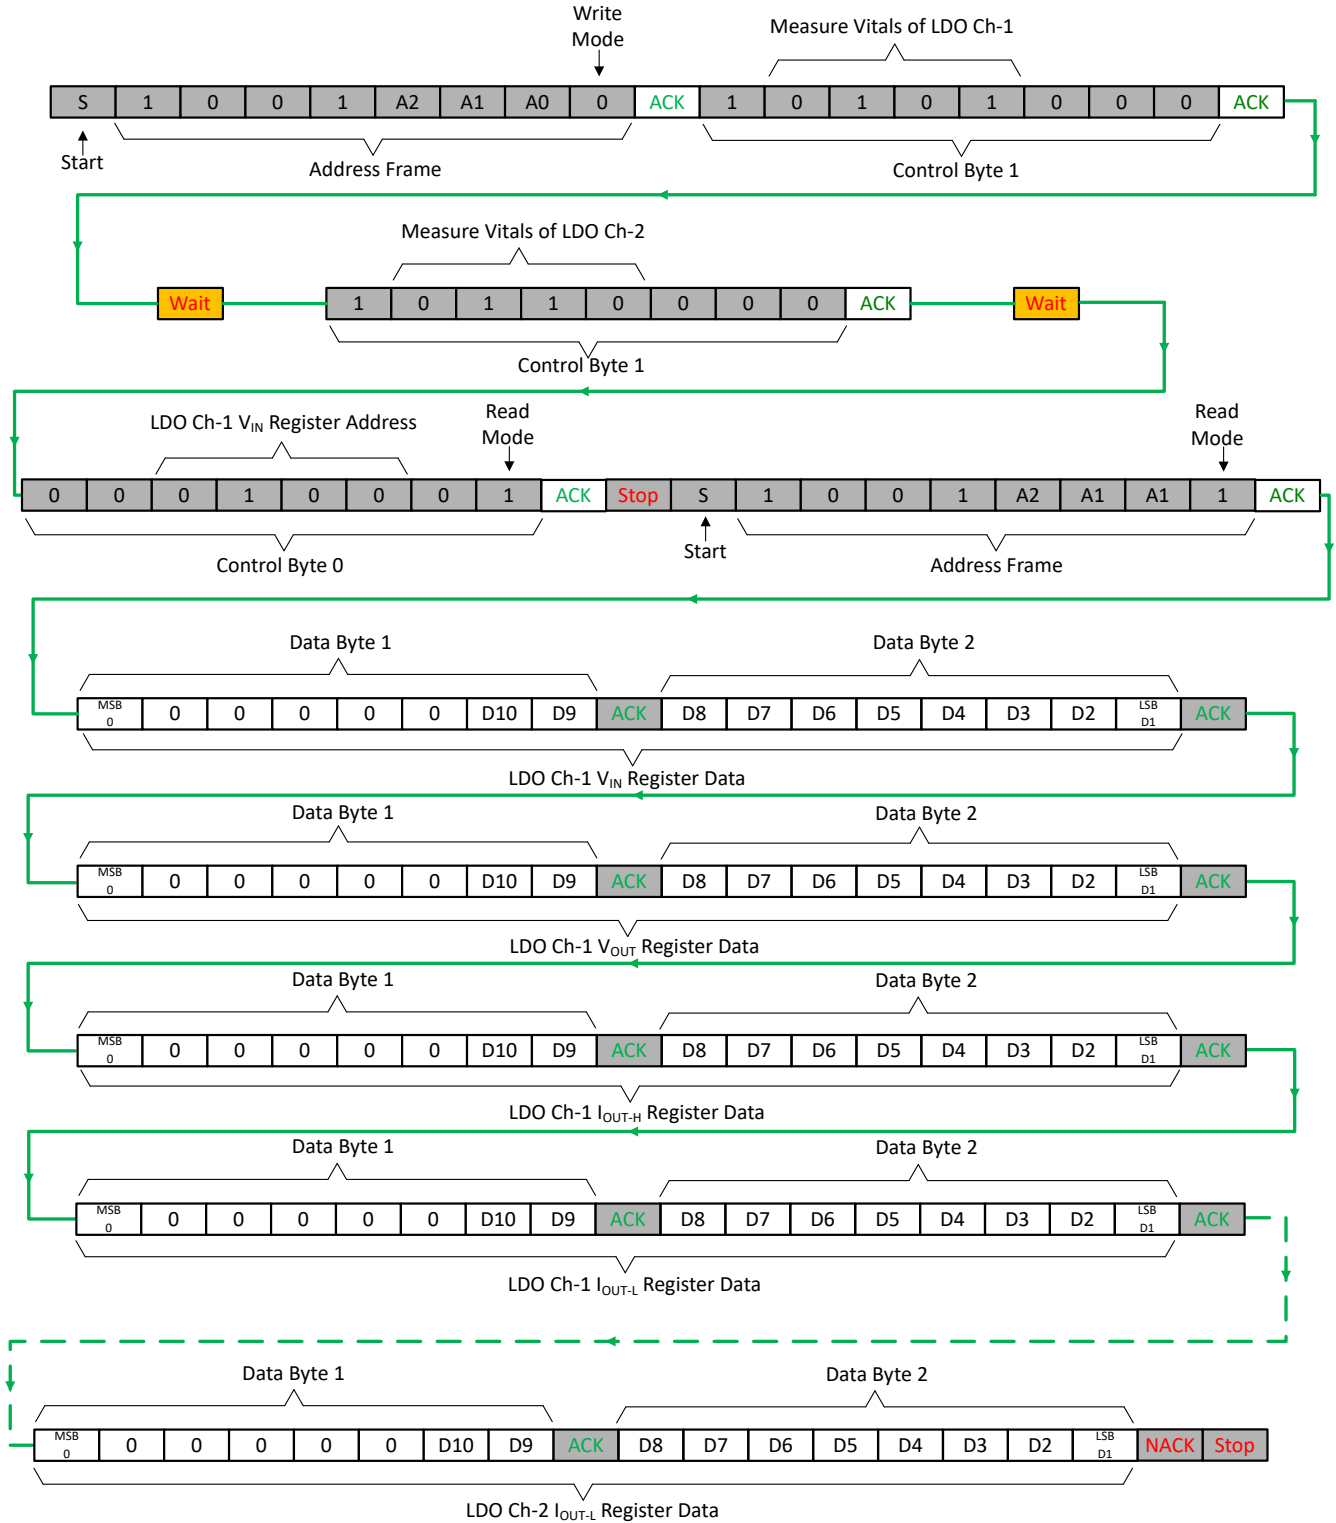 Write
Mode
Measure Vitals of LDO Ch-1
S 1 0 0 1 A2 A1 A0 0 ACK 1 0 1 0 1 0 0 0 ACK
Start
Address Frame
Control Byte 1
Measure Vitals of LDO Ch-2
Wait 1 0 1 1 0 0 0 0 ACK Wait
Control Byte 1
LDO Ch-1 VIN Register Address
Read
Mode
Read
Mode
0 0 0 1 0 0 0 1 ACK Stop S 1 0 0 1 A2 A1 A1 1 ACK
Control Byte 0
Start
Address Frame
Data Byte 1
Data Byte 2
MSB
0 0 0 0 0 0 D10 D9 ACK D8 D7 D6 D5 D4 D3 D2 LSB
D1 ACK
LDO Ch-1 VIN Register Data
Data Byte 1
Data Byte 2
MSB
0 0 0 0 0 0 D10 D9 ACK D8 D7 D6 D5 D4 D3 D2 LSB
D1 ACK
LDO Ch-1 VOUT Register Data
Data Byte 1
Data Byte 2
MSB
0 0 0 0 0 0 D10 D9 ACK D8 D7 D6 D5 D4 D3 D2 LSB
D1 ACK
LDO Ch-1 IOUT-H Register Data
Data Byte 1
Data Byte 2
MSB
0 0 0 0 0 0 D10 D9 ACK D8 D7 D6 D5 D4 D3 D2 LSB
D1 ACK
LDO Ch-1 IOUT-L Register Data
Data Byte 1
Data Byte 2
MSB
0 0 0 0 0 0 D10 D9 ACK D8 D7 D6 D5 D4 D3 D2 LSB
D1 NACK Stop
LDO Ch-2 IOUT-L Register Data